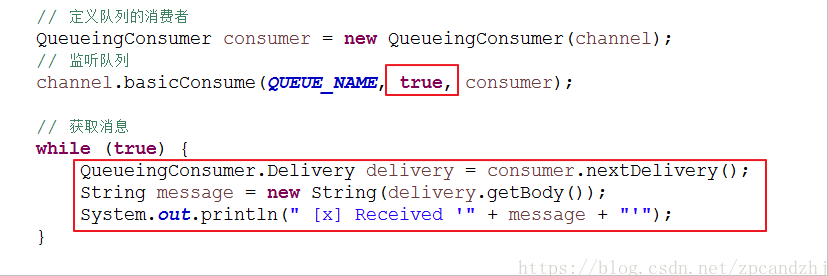 // 定义队列的消费者
QueueingConsumer consumer = new QueueingConsumer(channel);
// 监听队列
channel.basicConsume(QUEUE_NAME, true, consumer);
// 获取消息
while (true) {
QueueingConsumer.Delivery delivery = consumer.nextDelivery();
String message = new String(delivery.getBody());
System.out.println(" [x] Received '" + message + "'");
}
https://blog.csdn.net/zpcandzhj